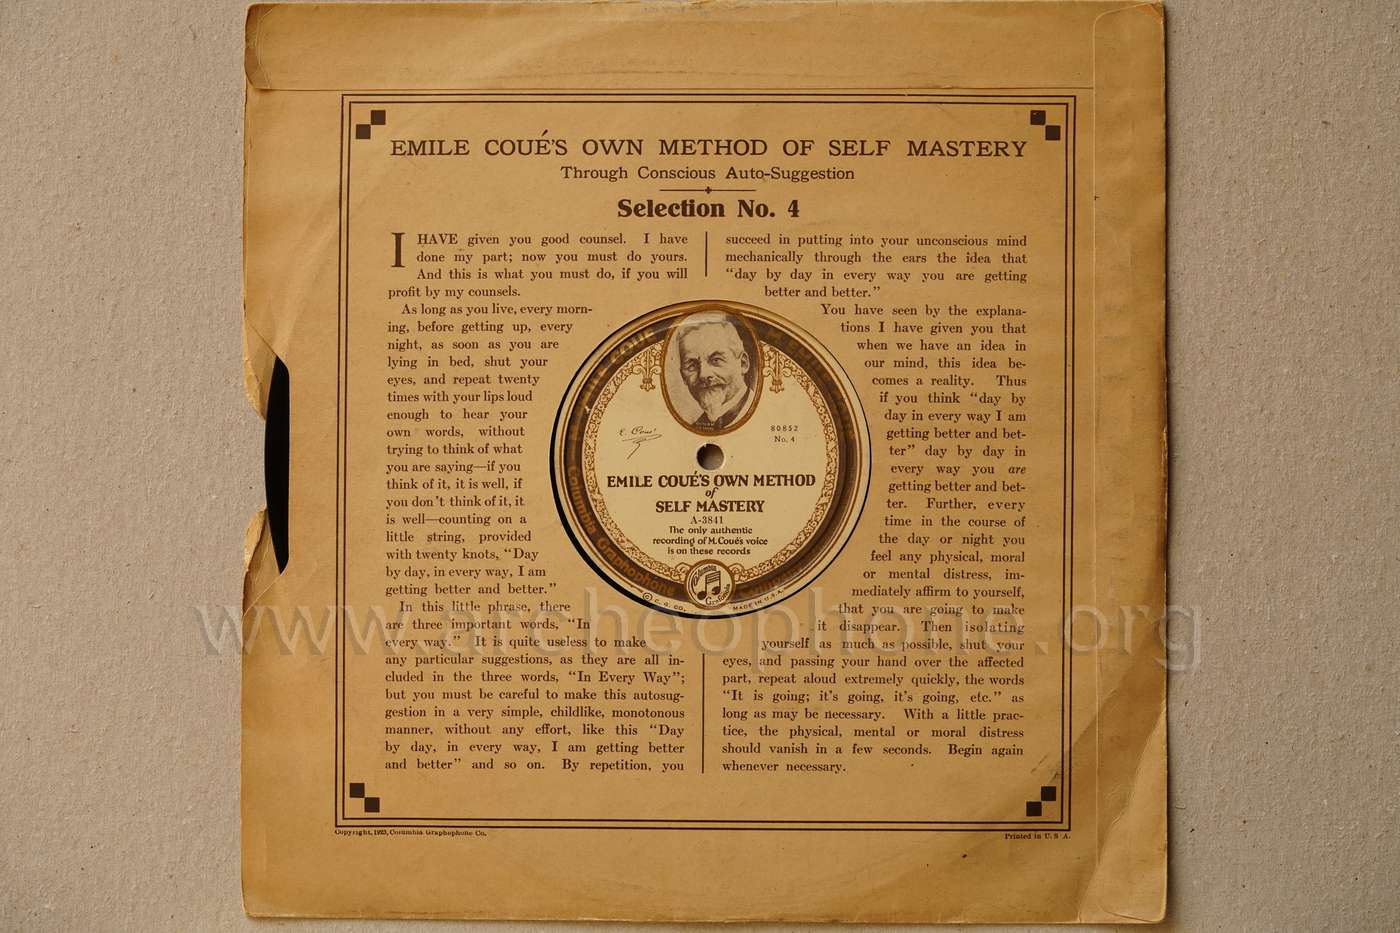 EMILE COUÉ'S OWN METHOD OF SELF MASTERY
Through Conscious Auto-Suggestion
Selection No. 4
I HAVE given you good counsel. I have
done my part; now you must do yours.
And this is what you must do, if you will
profit by my counsels.
As long as you live, every morn-
ing, before getting up, every
night, as soon as you are
lying in bed, shut your
eyes, and repeat twenty
times with your lips loud
enough to hear your
own words, without
trying to think of what
you are saying—if you
think of it, it is well, if
you don't think of it, it
is well—counting on a
little string, provided
with twenty knots, "Day
by day, in every way, I am
getting better and better."
In this little phrase, there
are three important words, "In
every way." It is quite useless to make
any particular suggestions, as they are all in-
cluded in the three words, "In Every Way";
but you must be careful to make this autosug-
gestion in a very simple, childlike, monotonous
manner, without any effort, like this "Day
by day, in every way, I am getting better
and better" and so on. By repetition, you
succeed in putting into your unconscious mind
mechanically through the ears the idea that
"day by day in every way you are getting
better and better."
You have seen by the explana-
tions I have given you that
when we have an idea in
our mind, this idea be-
comes a reality. Thus
if you think "day by
day in every way I am
getting better and bet-
ter" day by day in
every way you are
getting better and bet-
ter. Further, every
time in the course of
the day or night you
feel any physical, moral
or mental distress, im-
mediately affirm to yourself,
that you are going to make
it disappear. Then isolating
yourself as much as possible, shut your
eyes, and passing your hand over the affected
part, repeat aloud extremely quickly, the words
"It is going; it's going, it's going, etc." as
long as may be necessary. With a little prac-
tice, the physical, mental or moral distress
should vanish in a few seconds. Begin again
whenever necessary.
E. Coué
80852
No. 4
EMILE COUÉ'S OWN METHOD
of
SELF MASTERY
A-3841
The only authentic
recording of M. Coué's voice
is on these records
Columbia Graphophone Company
Columbia
Grafonola
© C. G. CO.
MADE IN U.S.A.
Copyright, 1923, Columbia Graphophone Co.
Printed in U. S A.
www.archeophone.org